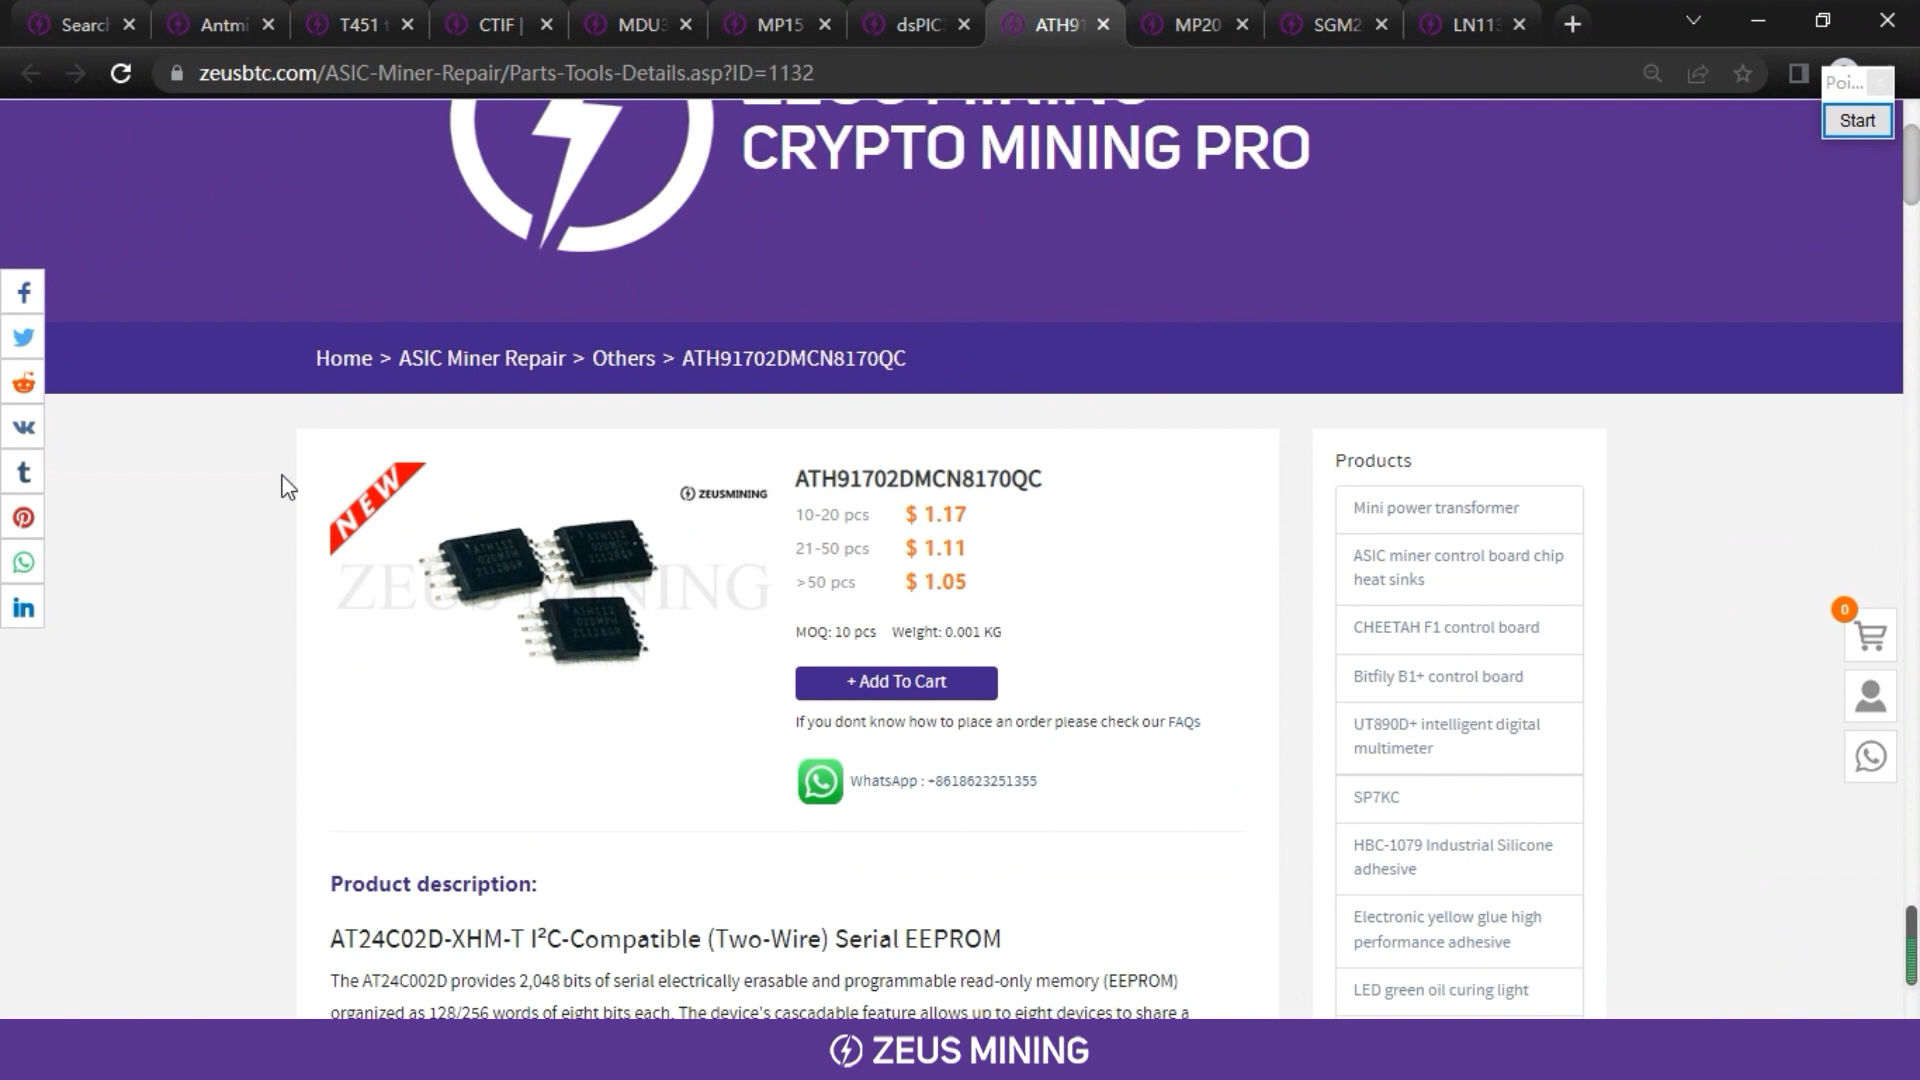 Search
Antmi
T451 t
CTIF |
MDU3
MP15
dsPIC
ATH91
MP20
SGM2
LN113
zeusbtc.com/ASIC-Miner-Repair/Parts-Tools-Details.asp?ID=1132
Poi...
Start
CRYPTO MINING PRO
Home > ASIC Miner Repair > Others > ATH91702DMCN8170QC
NEW
ZEUSMINING
ZEUS MINING
ATH91702DMCN8170QC
10-20 pcs $ 1.17
21-50 pcs $ 1.11
>50 pcs $ 1.05
MOQ: 10 pcs Weight: 0.001 KG
+ Add To Cart
If you dont know how to place an order please check our FAQs
WhatsApp : +8618623251355
Product description:
AT24C02D-XHM-T I²C-Compatible (Two-Wire) Serial EEPROM
The AT24C002D provides 2,048 bits of serial electrically erasable and programmable read-only memory (EEPROM)
organized as 128/256 words of eight bits each. The device's cascadable feature allows up to eight devices to share a
Products
Mini power transformer
ASIC miner control board chip
heat sinks
CHEETAH F1 control board
Bitfily B1+ control board
UT890D+ intelligent digital
multimeter
SP7KC
HBC-1079 Industrial Silicone
adhesive
Electronic yellow glue high
performance adhesive
LED green oil curing light
0
ZEUS MINING